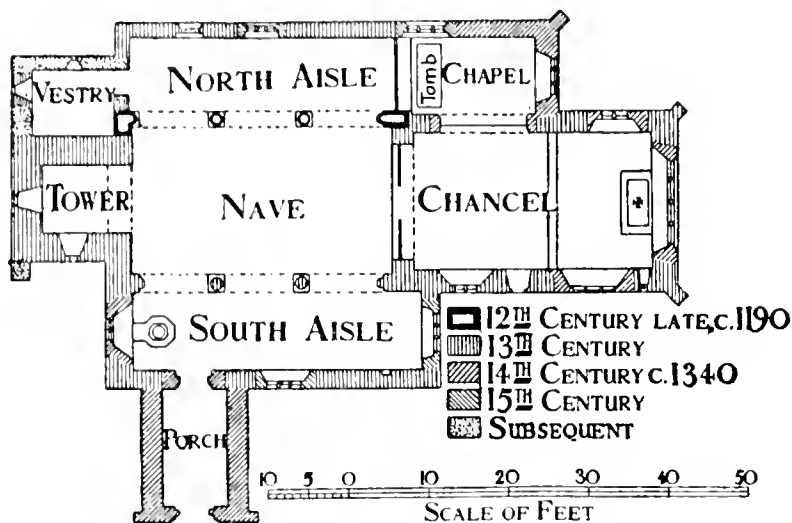 NORTH AISLE
Tomb
CHAPEL
VESTRY
TOWER
NAVE
CHANCEL
SOUTH AISLE
PORCH
12TH CENTURY LATE, C.1190
13TH CENTURY
14TH CENTURY C.1340
15TH CENTURY
SUBSEQUENT
10 5 0 10 20 30 40 50
SCALE OF FEET